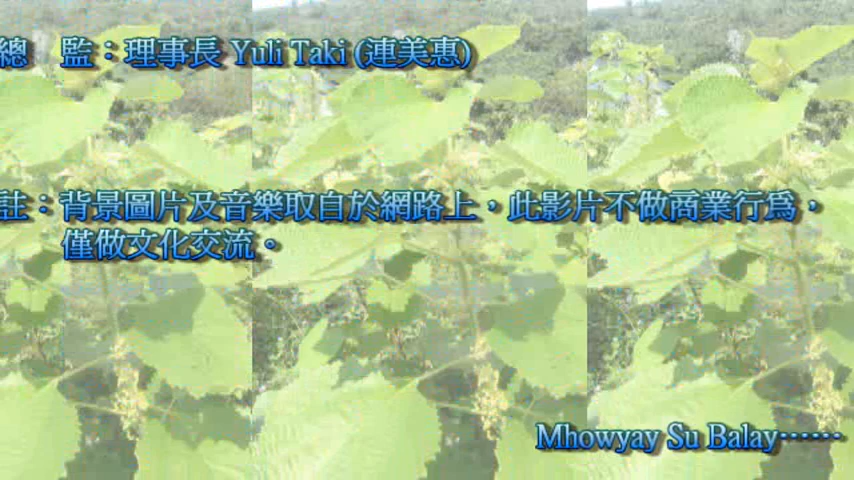 總　監：理事長 Yuli Taki (連美惠)
註：背景圖片及音樂取自於網路上，此影片不做商業行為，
僅做文化交流。
Mhowyay Su Balay……